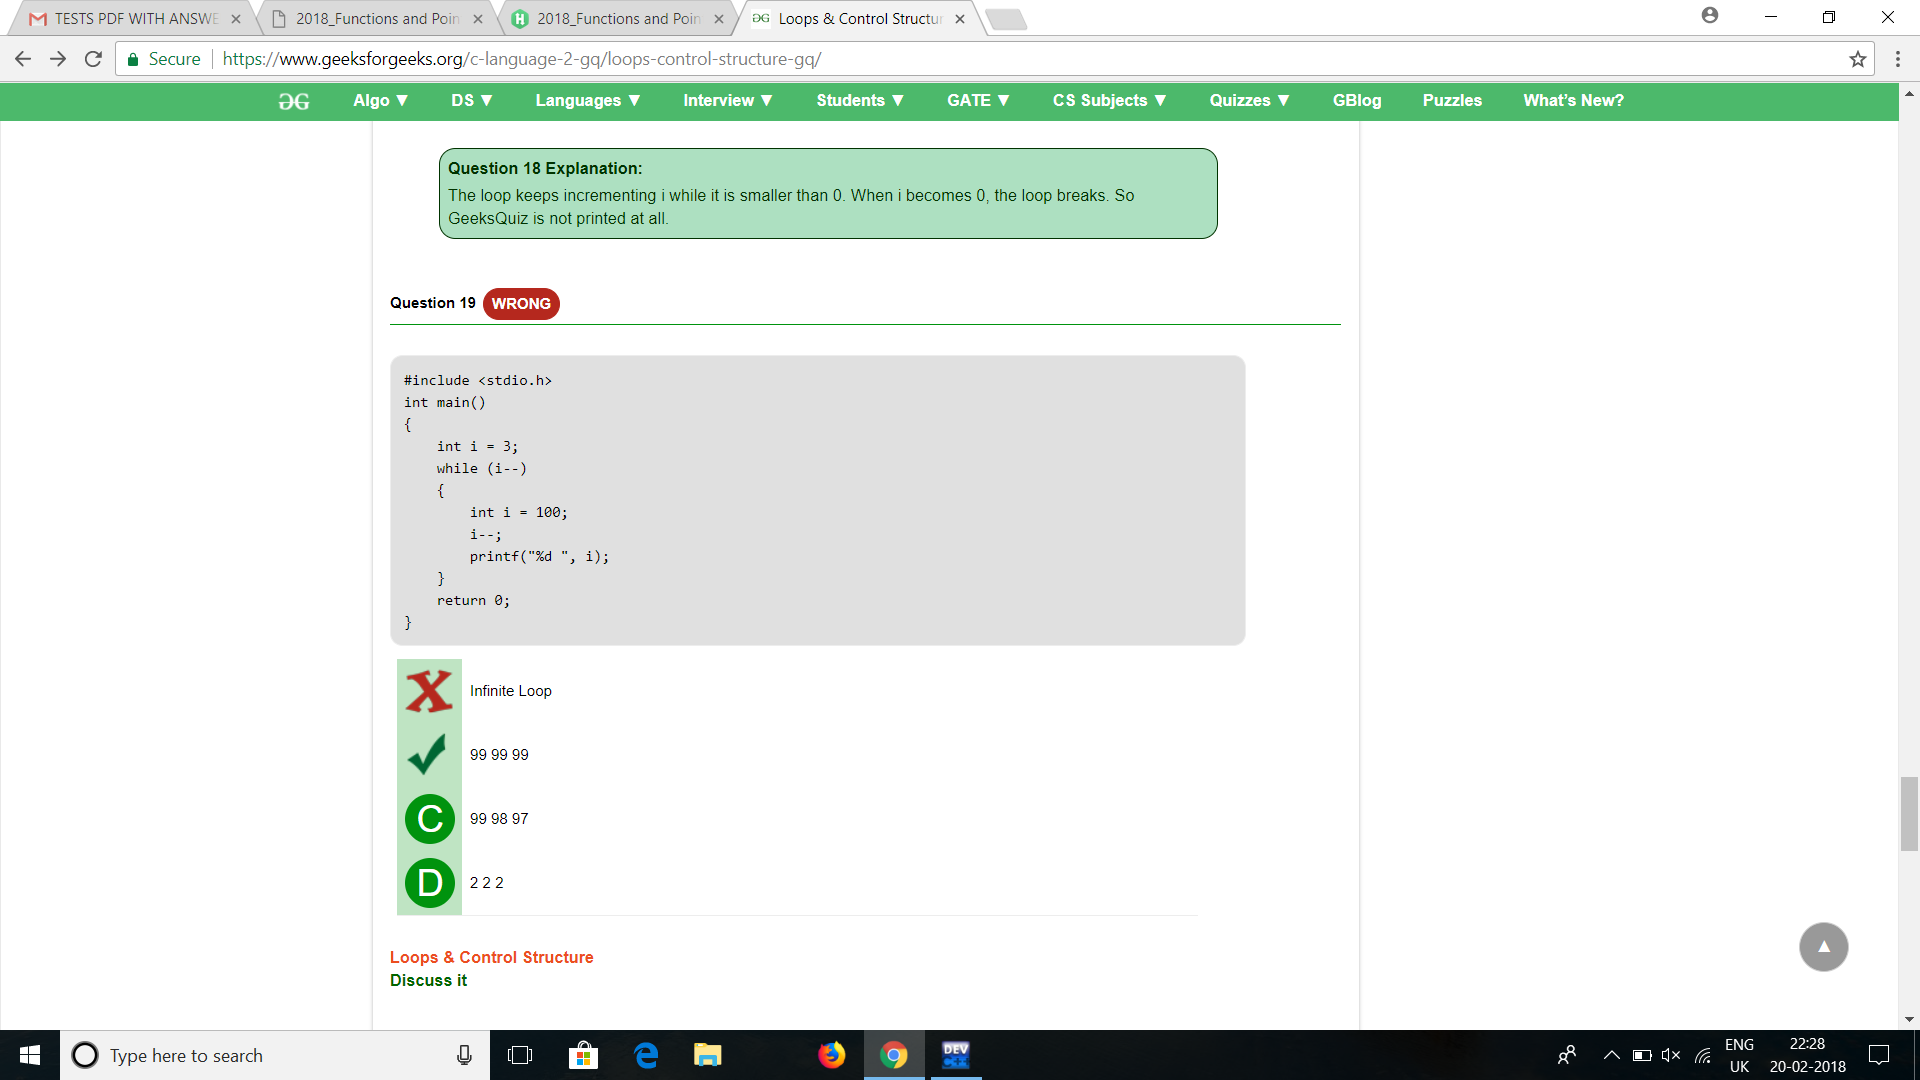 TESTS PDF WITH ANSWE
2018_Functions and Poin
2018_Functions and Poin
Loops & Control Structur
Secure
https://www.geeksforgeeks.org/c-language-2-gq/loops-control-structure-gq/
Algo ▼ DS ▼ Languages ▼ Interview ▼ Students ▼ GATE ▼ CS Subjects ▼ Quizzes ▼ GBlog Puzzles What's New?
Question 18 Explanation:
The loop keeps incrementing i while it is smaller than 0. When i becomes 0, the loop breaks. So
GeeksQuiz is not printed at all.
Question 19 WRONG
#include <stdio.h>
int main()
{
    int i = 3;
    while (i--)
    {
        int i = 100;
        i--;
        printf("%d ", i);
    }
    return 0;
}
X Infinite Loop
99 99 99
C 99 98 97
D 2 2 2
Loops & Control Structure
Discuss it
Type here to search
DEV
C++
ENG
UK
22:28
20-02-2018